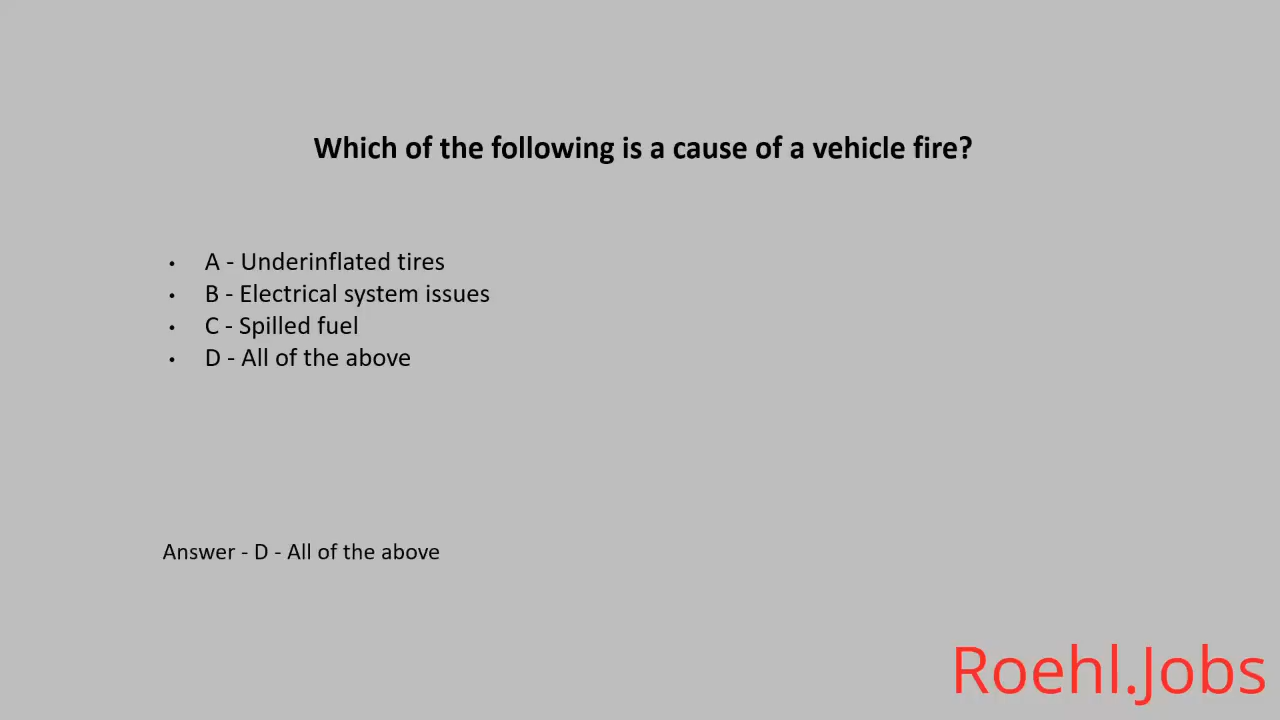 Which of the following is a cause of a vehicle fire?
• A - Underinflated tires
• B - Electrical system issues
• C - Spilled fuel
• D - All of the above
Answer - D - All of the above
Roehl.Jobs